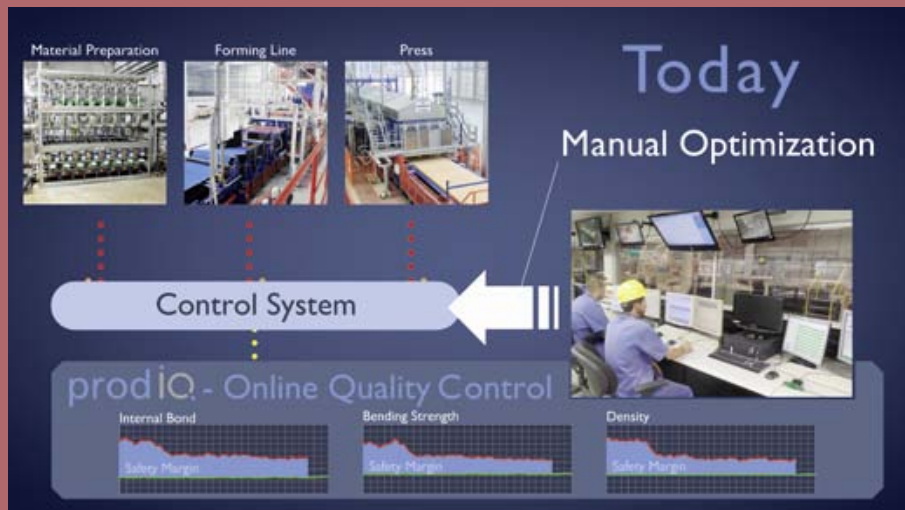 Material Preparation
Forming Line
Press
Today
Manual Optimization
Control System
prodIQ. - Online Quality Control
Internal Bond
Bending Strength
Density
Safety Margin
Safety Margin
Safety Margin